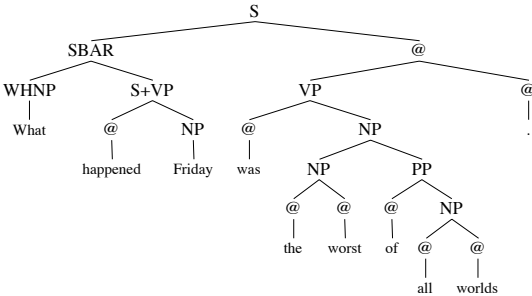 S
SBAR @
WHNP S+VP VP @
What @ NP @ NP .
happened Friday was NP PP
@ @ @ NP
the worst of @ @
all worlds